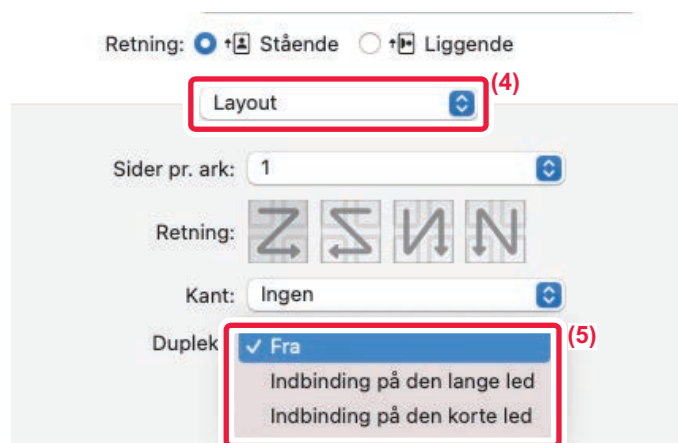 Retning: Stående Liggende
(4)
Layout
Sider pr. ark: 1
Retning:
Kant: Ingen
(5)
Duplek ✓ Fra
Indbinding på den lange led
Indbinding på den korte led